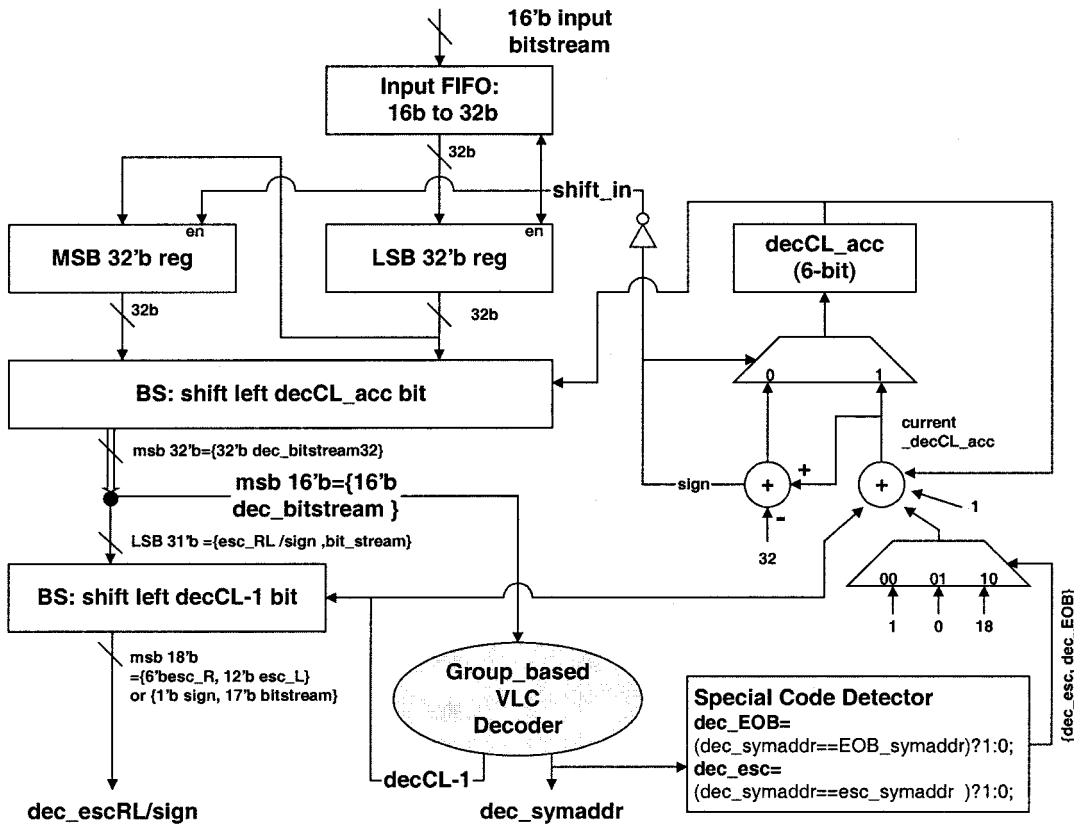 16'b input
bitstream
Input FIFO:
16b to 32b
32b
shift_in
en
en
MSB 32'b reg
LSB 32'b reg
decCL_acc
(6-bit)
32b
32b
0
1
BS: shift left decCL_acc bit
current
_decCL_acc
msb 32'b={32'b dec_bitstream32}
msb 16'b={16'b
dec_bitstream }
sign
+
+
+
-
32
1
LSB 31'b ={esc_RL /sign ,bit_stream}
BS: shift left decCL-1 bit
00
01
10
1
0
18
msb 18'b
={6'besc_R, 12'b esc_L}
or {1'b sign, 17'b bitstream}
Group_based
VLC
Decoder
Special Code Detector
dec_EOB=
(dec_symaddr==EOB_symaddr)?1:0;
dec_esc=
(dec_symaddr==esc_symaddr )?1:0;
{dec_esc, dec_EOB}
decCL-1
dec_escRL/sign
dec_symaddr